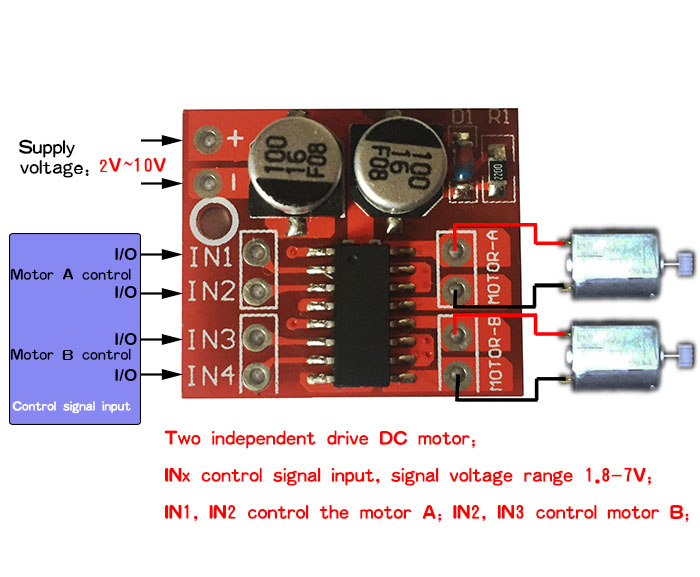 Supply
voltage: 2V~10V
+
100
16
F08
100
16
F08
D1
R1
2200
−
I/O
Motor A control
I/O
I/O
Motor B control
I/O
Control signal input
IN1
IN2
IN3
IN4
MOTOR-A
MOTOR-B
Two independent drive DC motor;
INx control signal input, signal voltage range 1.8-7V;
IN1, IN2 control the motor A; IN2, IN3 control motor B;